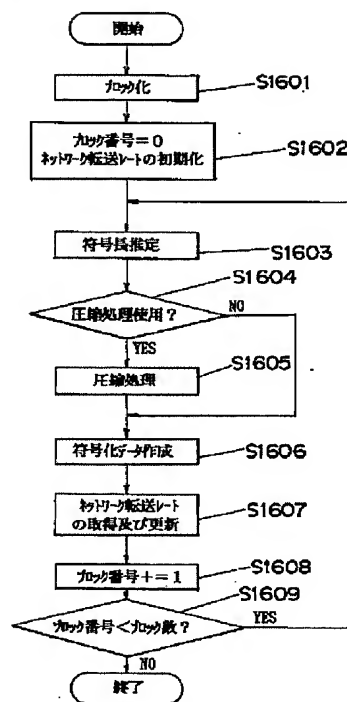 開始
ブロック化
S1601
ブロック番号=0
ネットワーク転送レートの初期化
S1602
符号長推定
S1603
S1604
圧縮処理使用?
NO
YES
圧縮処理
S1605
符号化データ作成
S1606
ネットワーク転送レート
の取得及び更新
S1607
ブロック番号+=1
S1608
S1609
ブロック番号<ブロック数?
YES
NO
終了